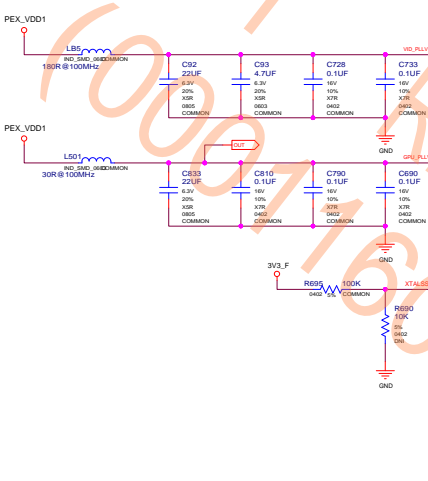 PEX_VDD1
LB5
IND_SMD_0603
COMMON
180R@100MHz
C92
22UF
6.3V
20%
X5R
0805
COMMON
C93
4.7UF
6.3V
20%
X5R
0603
COMMON
C728
0.1UF
16V
10%
X7R
0402
COMMON
C733
0.1UF
16V
10%
X7R
0402
COMMON
VID_PLLV
GND
PEX_VDD1
L501
IND_SMD_0603
COMMON
30R@100MHz
OUT
C833
22UF
6.3V
20%
X5R
0805
COMMON
C810
0.1UF
16V
10%
X7R
0402
COMMON
C790
0.1UF
16V
10%
X7R
0402
COMMON
C690
0.1UF
16V
10%
X7R
0402
COMMON
GPU_PLLV
GND
3V3_F
R695
100K
0402
5%
COMMON
XTALSS
R690
10K
5%
0402
DNI
GND